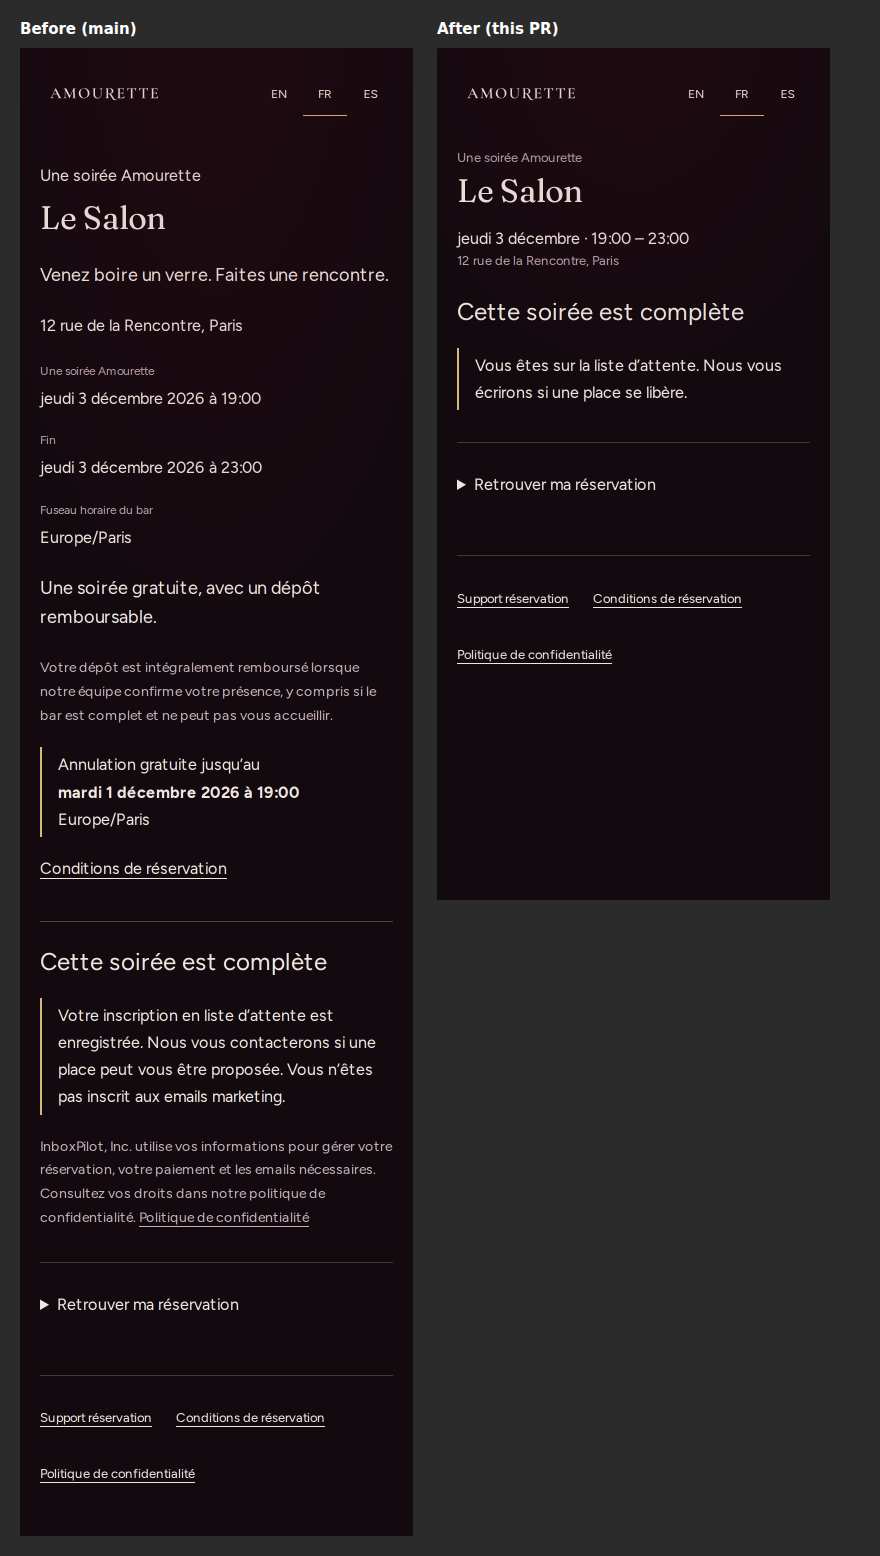 Before (main)
AMOURETTE
EN FR ES
Une soirée Amourette
Le Salon
Venez boire un verre. Faites une rencontre.
12 rue de la Rencontre, Paris
Une soirée Amourette
jeudi 3 décembre 2026 à 19:00
Fin
jeudi 3 décembre 2026 à 23:00
Fuseau horaire du bar
Europe/Paris
Une soirée gratuite, avec un dépôt
remboursable.
Votre dépôt est intégralement remboursé lorsque
notre équipe confirme votre présence, y compris si le
bar est complet et ne peut pas vous accueillir.
Annulation gratuite jusqu’au
mardi 1 décembre 2026 à 19:00
Europe/Paris
Conditions de réservation
Cette soirée est complète
Votre inscription en liste d’attente est
enregistrée. Nous vous contacterons si une
place peut vous être proposée. Vous n’êtes
pas inscrit aux emails marketing.
InboxPilot, Inc. utilise vos informations pour gérer votre
réservation, votre paiement et les emails nécessaires.
Consultez vos droits dans notre politique de
confidentialité. Politique de confidentialité
▶ Retrouver ma réservation
Support réservation Conditions de réservation
Politique de confidentialité
After (this PR)
AMOURETTE
EN FR ES
Une soirée Amourette
Le Salon
jeudi 3 décembre · 19:00 – 23:00
12 rue de la Rencontre, Paris
Cette soirée est complète
Vous êtes sur la liste d’attente. Nous vous
écrirons si une place se libère.
▶ Retrouver ma réservation
Support réservation Conditions de réservation
Politique de confidentialité